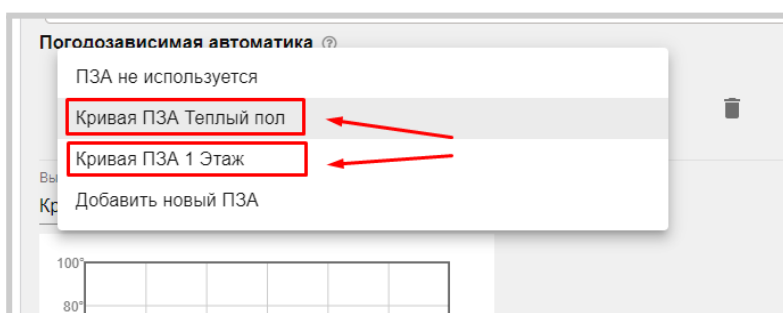 Погодозависимая автоматика
ПЗА не используется
Кривая ПЗА Теплый пол
Кривая ПЗА 1 Этаж
Добавить новый ПЗА
100°
80°